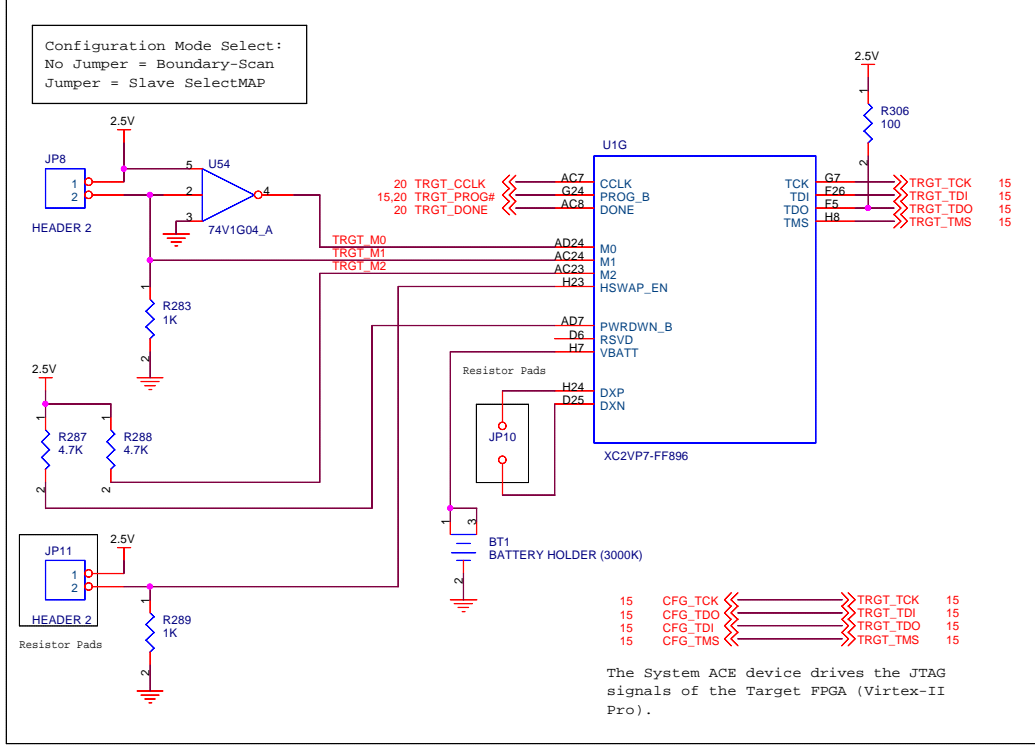 Configuration Mode Select:
No Jumper = Boundary-Scan
Jumper = Slave SelectMAP
2.5V
JP8
1
2
HEADER 2
5
2
3
4
U54
74V1G04_A
TRGT_M0
TRGT_M1
TRGT_M2
1
R283
1K
2
2.5V
1
R287
4.7K
2
1
R288
4.7K
2
JP11
1
2
HEADER 2
Resistor Pads
2.5V
1
R289
1K
2
20 TRGT_CCLK
15,20 TRGT_PROG#
20 TRGT_DONE
U1G
AC7 CCLK
G24 PROG_B
AC8 DONE
AD24 M0
AC24 M1
AC23 M2
H23 HSWAP_EN
AD7 PWRDWN_B
D6 RSVD
H7 VBATT
H24 DXP
D25 DXN
XC2VP7-FF896
2.5V
1
R306
100
2
TCK G7 TRGT_TCK 15
TDI F26 TRGT_TDI 15
TDO F5 TRGT_TDO 15
TMS H8 TRGT_TMS 15
Resistor Pads
JP10
1
3
2
BT1
BATTERY HOLDER (3000K)
15 CFG_TCK TRGT_TCK 15
15 CFG_TDO TRGT_TDI 15
15 CFG_TDI TRGT_TDO 15
15 CFG_TMS TRGT_TMS 15
The System ACE device drives the JTAG
signals of the Target FPGA (Virtex-II
Pro).